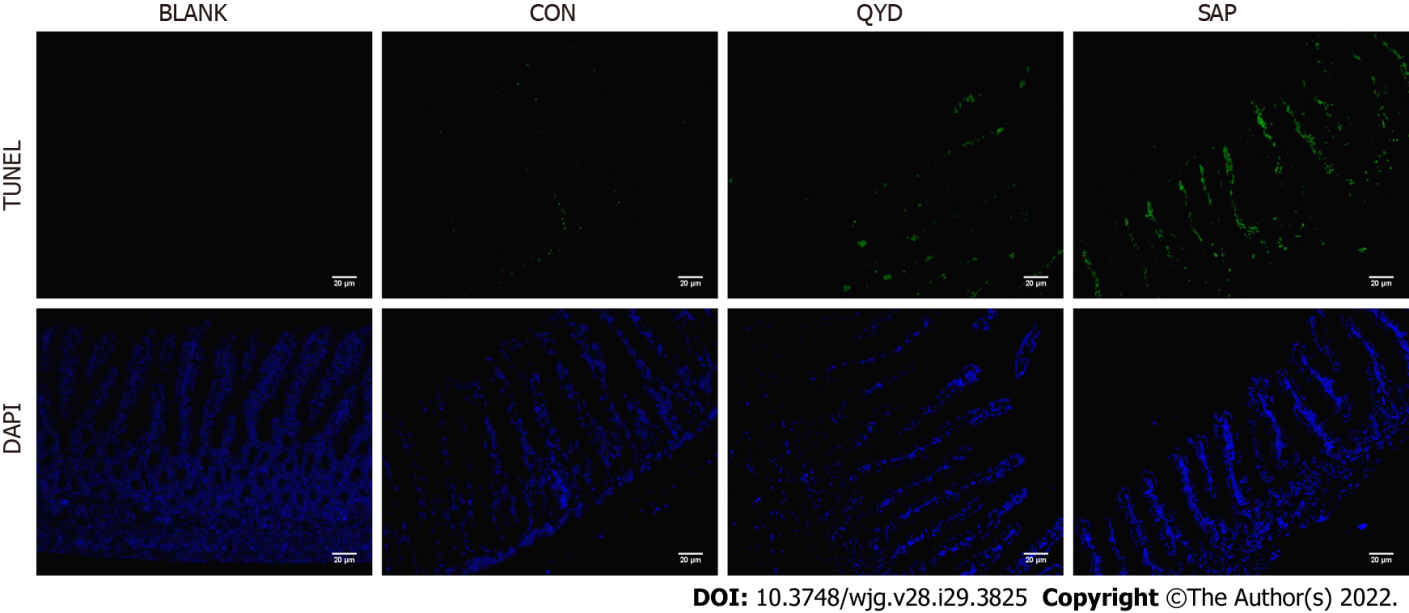 BLANK CON QYD SAP
TUNEL
20 µm 20 µm 20 µm 20 µm
DAPI
20 µm 20 µm 20 µm 20 µm
DOI: 10.3748/wjg.v28.i29.3825 Copyright ©The Author(s) 2022.